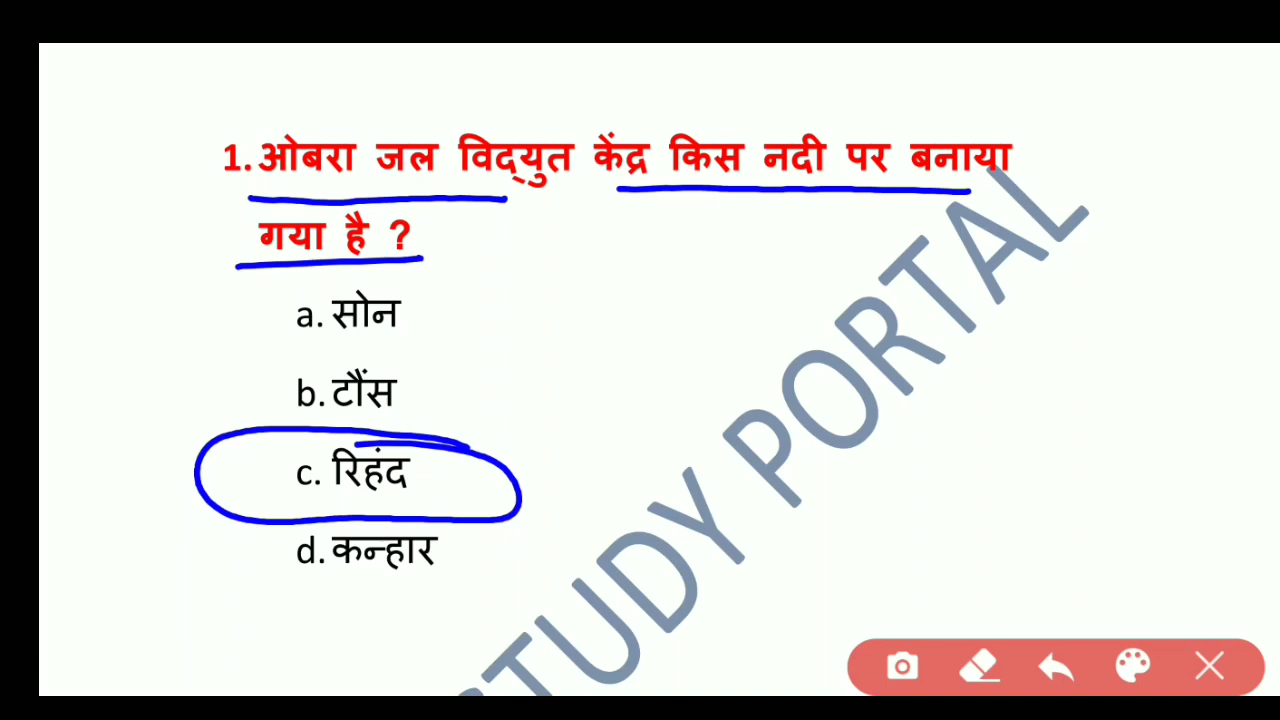 1. ओबरा जल विद्युत केंद्र किस नदी पर बनाया
गया है ?
a. सोन
b. टौंस
c. रिहंद
d. कन्हार
STUDY PORTAL